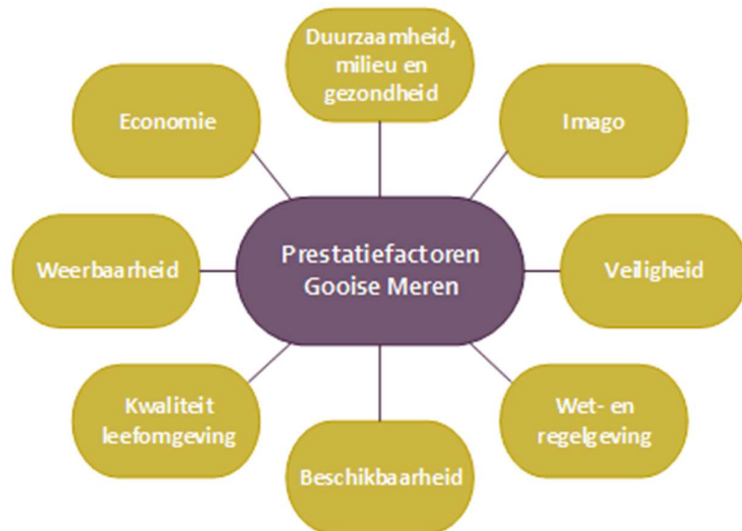 Duurzaamheid,
milieu en
gezondheid
Economie
Imago
Prestatiefactoren
Gooise Meren
Weerbaarheid
Veiligheid
Kwaliteit
leefomgeving
Wet- en
regelgeving
Beschikbaarheid